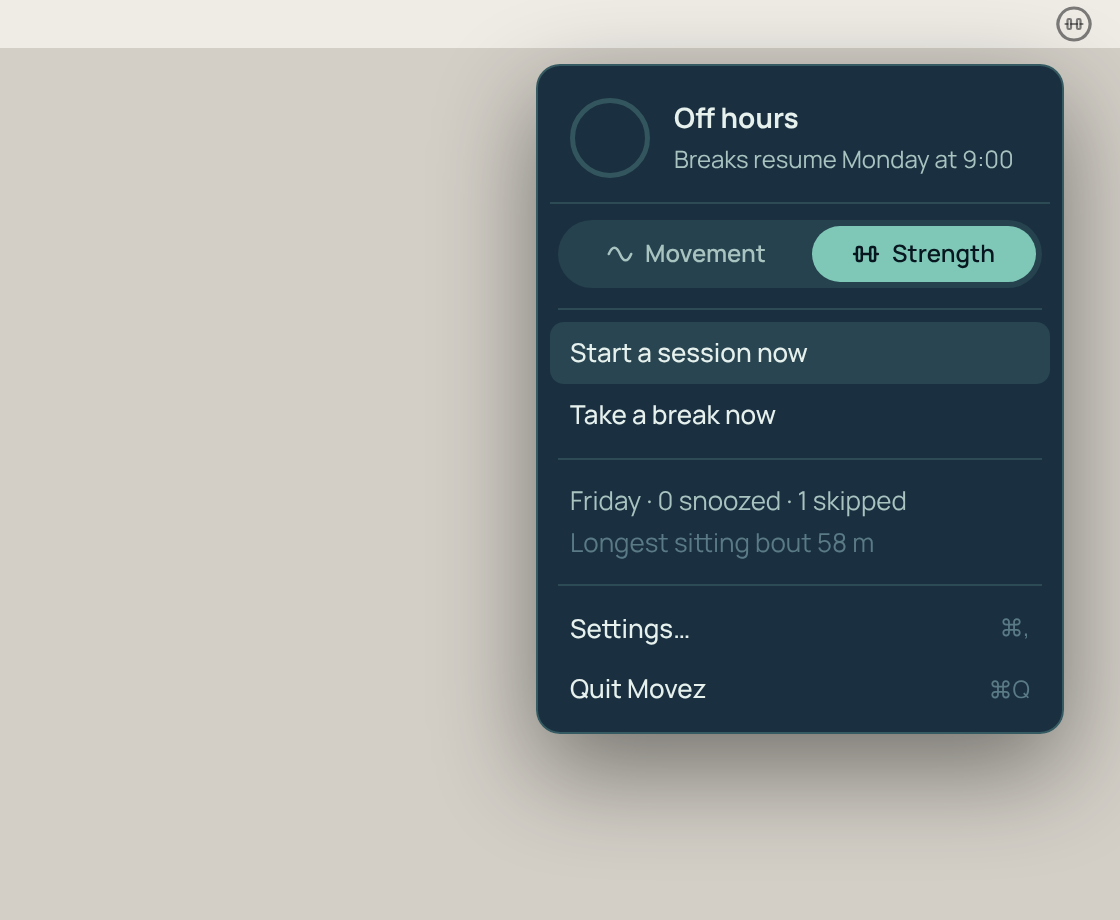 Off hours
Breaks resume Monday at 9:00
Movement Strength
Start a session now
Take a break now
Friday · 0 snoozed · 1 skipped
Longest sitting bout 58 m
Settings… ⌘,
Quit Movez ⌘Q